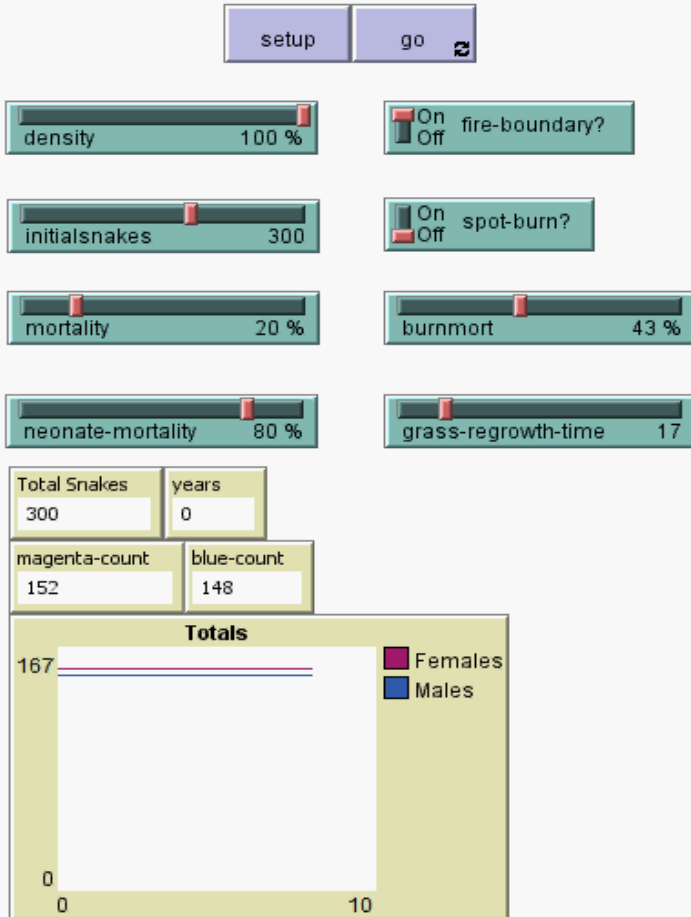 setup go
density 100 %
On
Off fire-boundary?
initialsnakes 300
On
Off spot-burn?
mortality 20 %
burnmort 43 %
neonate-mortality 80 %
grass-regrowth-time 17
Total Snakes years
300 0
magenta-count blue-count
152 148
Totals
167
Females
Males
0
0 10